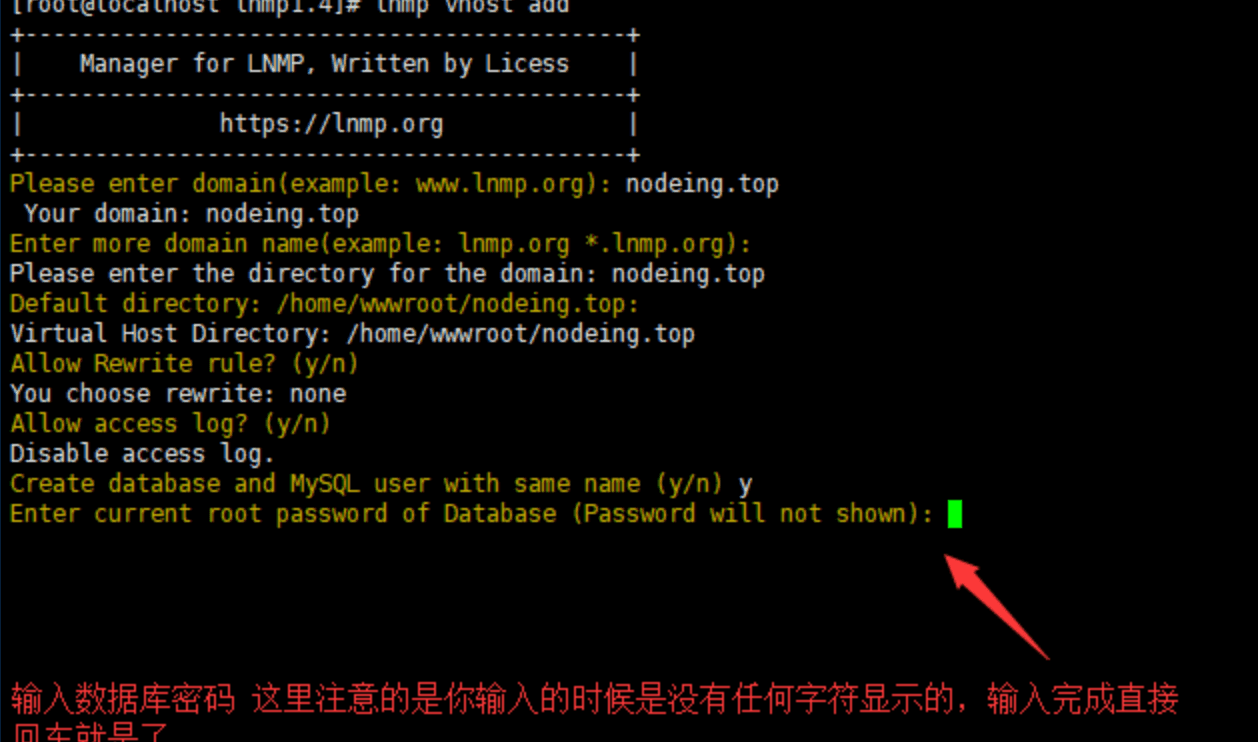 [root@localhost lnmp1.4]# lnmp vhost add
+-------------------------------------------+
|    Manager for LNMP, Written by Licess    |
+-------------------------------------------+
|              https://lnmp.org             |
+-------------------------------------------+
Please enter domain(example: www.lnmp.org): nodeing.top
 Your domain: nodeing.top
Enter more domain name(example: lnmp.org *.lnmp.org):
Please enter the directory for the domain: nodeing.top
Default directory: /home/wwwroot/nodeing.top:
Virtual Host Directory: /home/wwwroot/nodeing.top
Allow Rewrite rule? (y/n)
You choose rewrite: none
Allow access log? (y/n)
Disable access log.
Create database and MySQL user with same name (y/n) y
Enter current root password of Database (Password will not shown):
输入数据库密码 这里注意的是你输入的时候是没有任何字符显示的，输入完成直接
回车就是了